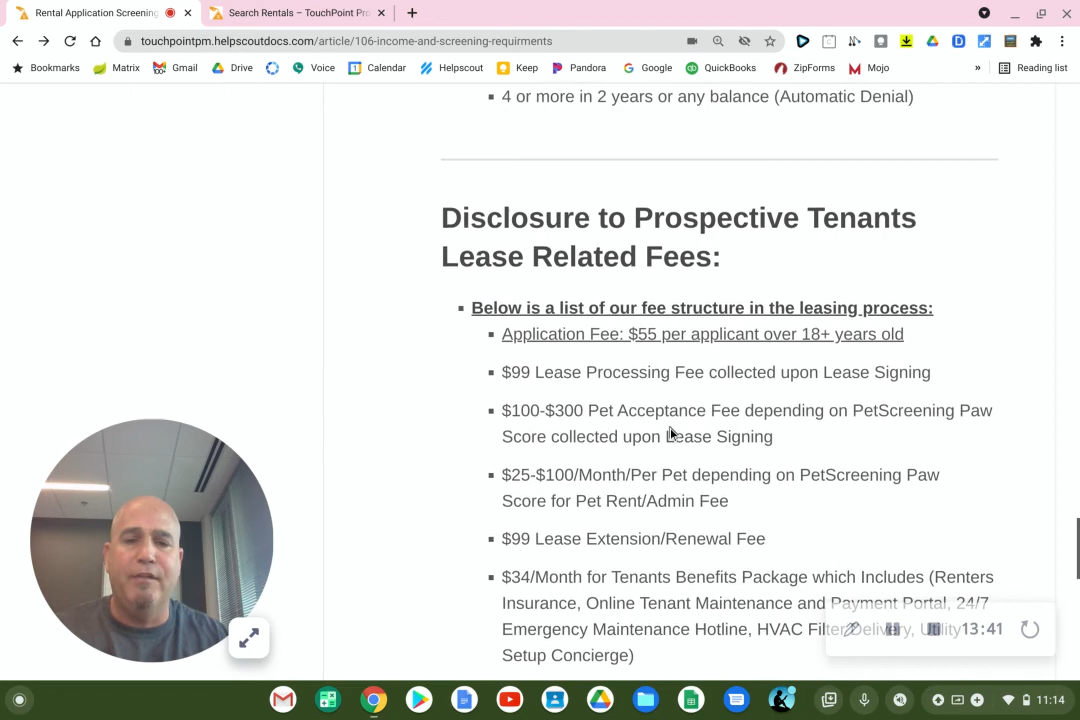 Rental Application Screening
Search Rentals – TouchPoint Pro
touchpointpm.helpscoutdocs.com/article/106-income-and-screening-requirments
Bookmarks Matrix Gmail Drive Voice Calendar Helpscout Keep Pandora Google QuickBooks ZipForms Mojo » Reading list
4 or more in 2 years or any balance (Automatic Denial)
Disclosure to Prospective Tenants
Lease Related Fees:
Below is a list of our fee structure in the leasing process:
Application Fee: $55 per applicant over 18+ years old
$99 Lease Processing Fee collected upon Lease Signing
$100-$300 Pet Acceptance Fee depending on PetScreening Paw
Score collected upon Lease Signing
$25-$100/Month/Per Pet depending on PetScreening Paw
Score for Pet Rent/Admin Fee
$99 Lease Extension/Renewal Fee
$34/Month for Tenants Benefits Package which Includes (Renters
Insurance, Online Tenant Maintenance and Payment Portal, 24/7
Emergency Maintenance Hotline, HVAC Filter Delivery, Utility
13:41
Setup Concierge)
11:14